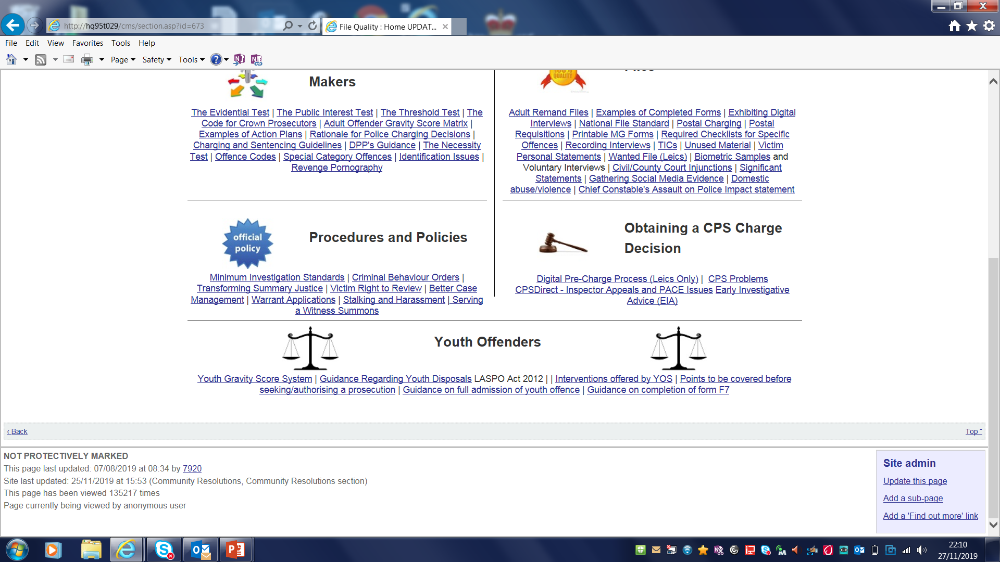 http://hq95t029/cms/section.asp?id=673
File Quality : Home UPDAT...
File Edit View Favorites Tools Help
Page Safety Tools
Makers
The Evidential Test | The Public Interest Test | The Threshold Test | The
Code for Crown Prosecutors | Adult Offender Gravity Score Matrix |
Examples of Action Plans | Rationale for Police Charging Decisions |
Charging and Sentencing Guidelines | DPP's Guidance | The Necessity
Test | Offence Codes | Special Category Offences | Identification Issues |
Revenge Pornography
QUALITY
Adult Remand Files | Examples of Completed Forms | Exhibiting Digital
Interviews | National File Standard | Postal Charging | Postal
Requisitions | Printable MG Forms | Required Checklists for Specific
Offences | Recording Interviews | TICs | Unused Material | Victim
Personal Statements | Wanted File (Leics) | Biometric Samples and
Voluntary Interviews | Civil/County Court Injunctions | Significant
Statements | Gathering Social Media Evidence | Domestic
abuse/violence | Chief Constable's Assault on Police Impact statement
official
policy
Procedures and Policies
Minimum Investigation Standards | Criminal Behaviour Orders |
Transforming Summary Justice | Victim Right to Review | Better Case
Management | Warrant Applications | Stalking and Harassment | Serving
a Witness Summons
Obtaining a CPS Charge
Decision
Digital Pre-Charge Process (Leics Only) | CPS Problems
CPSDirect - Inspector Appeals and PACE Issues Early Investigative
Advice (EIA)
Youth Offenders
Youth Gravity Score System | Guidance Regarding Youth Disposals LASPO Act 2012 | | Interventions offered by YOS | Points to be covered before
seeking/authorising a prosecution | Guidance on full admission of youth offence | Guidance on completion of form F7
‹ Back
Top ˆ
NOT PROTECTIVELY MARKED
This page last updated: 07/08/2019 at 08:34 by 7920
Site last updated: 25/11/2019 at 15:53 (Community Resolutions, Community Resolutions section)
This page has been viewed 135217 times
Page currently being viewed by anonymous user
Site admin
Update this page
Add a sub-page
Add a 'Find out more' link
22:10
27/11/2019